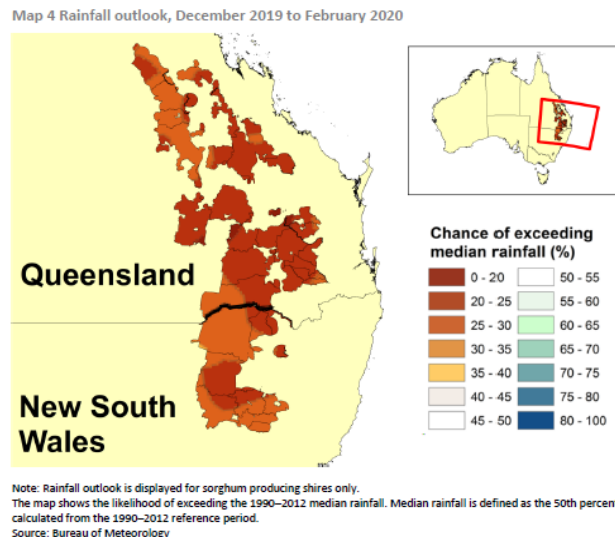 Map 4 Rainfall outlook, December 2019 to February 2020
Queensland
New South
Wales
Chance of exceeding
median rainfall (%)
0 - 20
50 - 55
20 - 25
55 - 60
25 - 30
60 - 65
30 - 35
65 - 70
35 - 40
70 - 75
40 - 45
75 - 80
45 - 50
80 - 100
Note: Rainfall outlook is displayed for sorghum producing shires only.
The map shows the likelihood of exceeding the 1990–2012 median rainfall. Median rainfall is defined as the 50th percen
calculated from the 1990–2012 reference period.
Source: Bureau of Meteorology